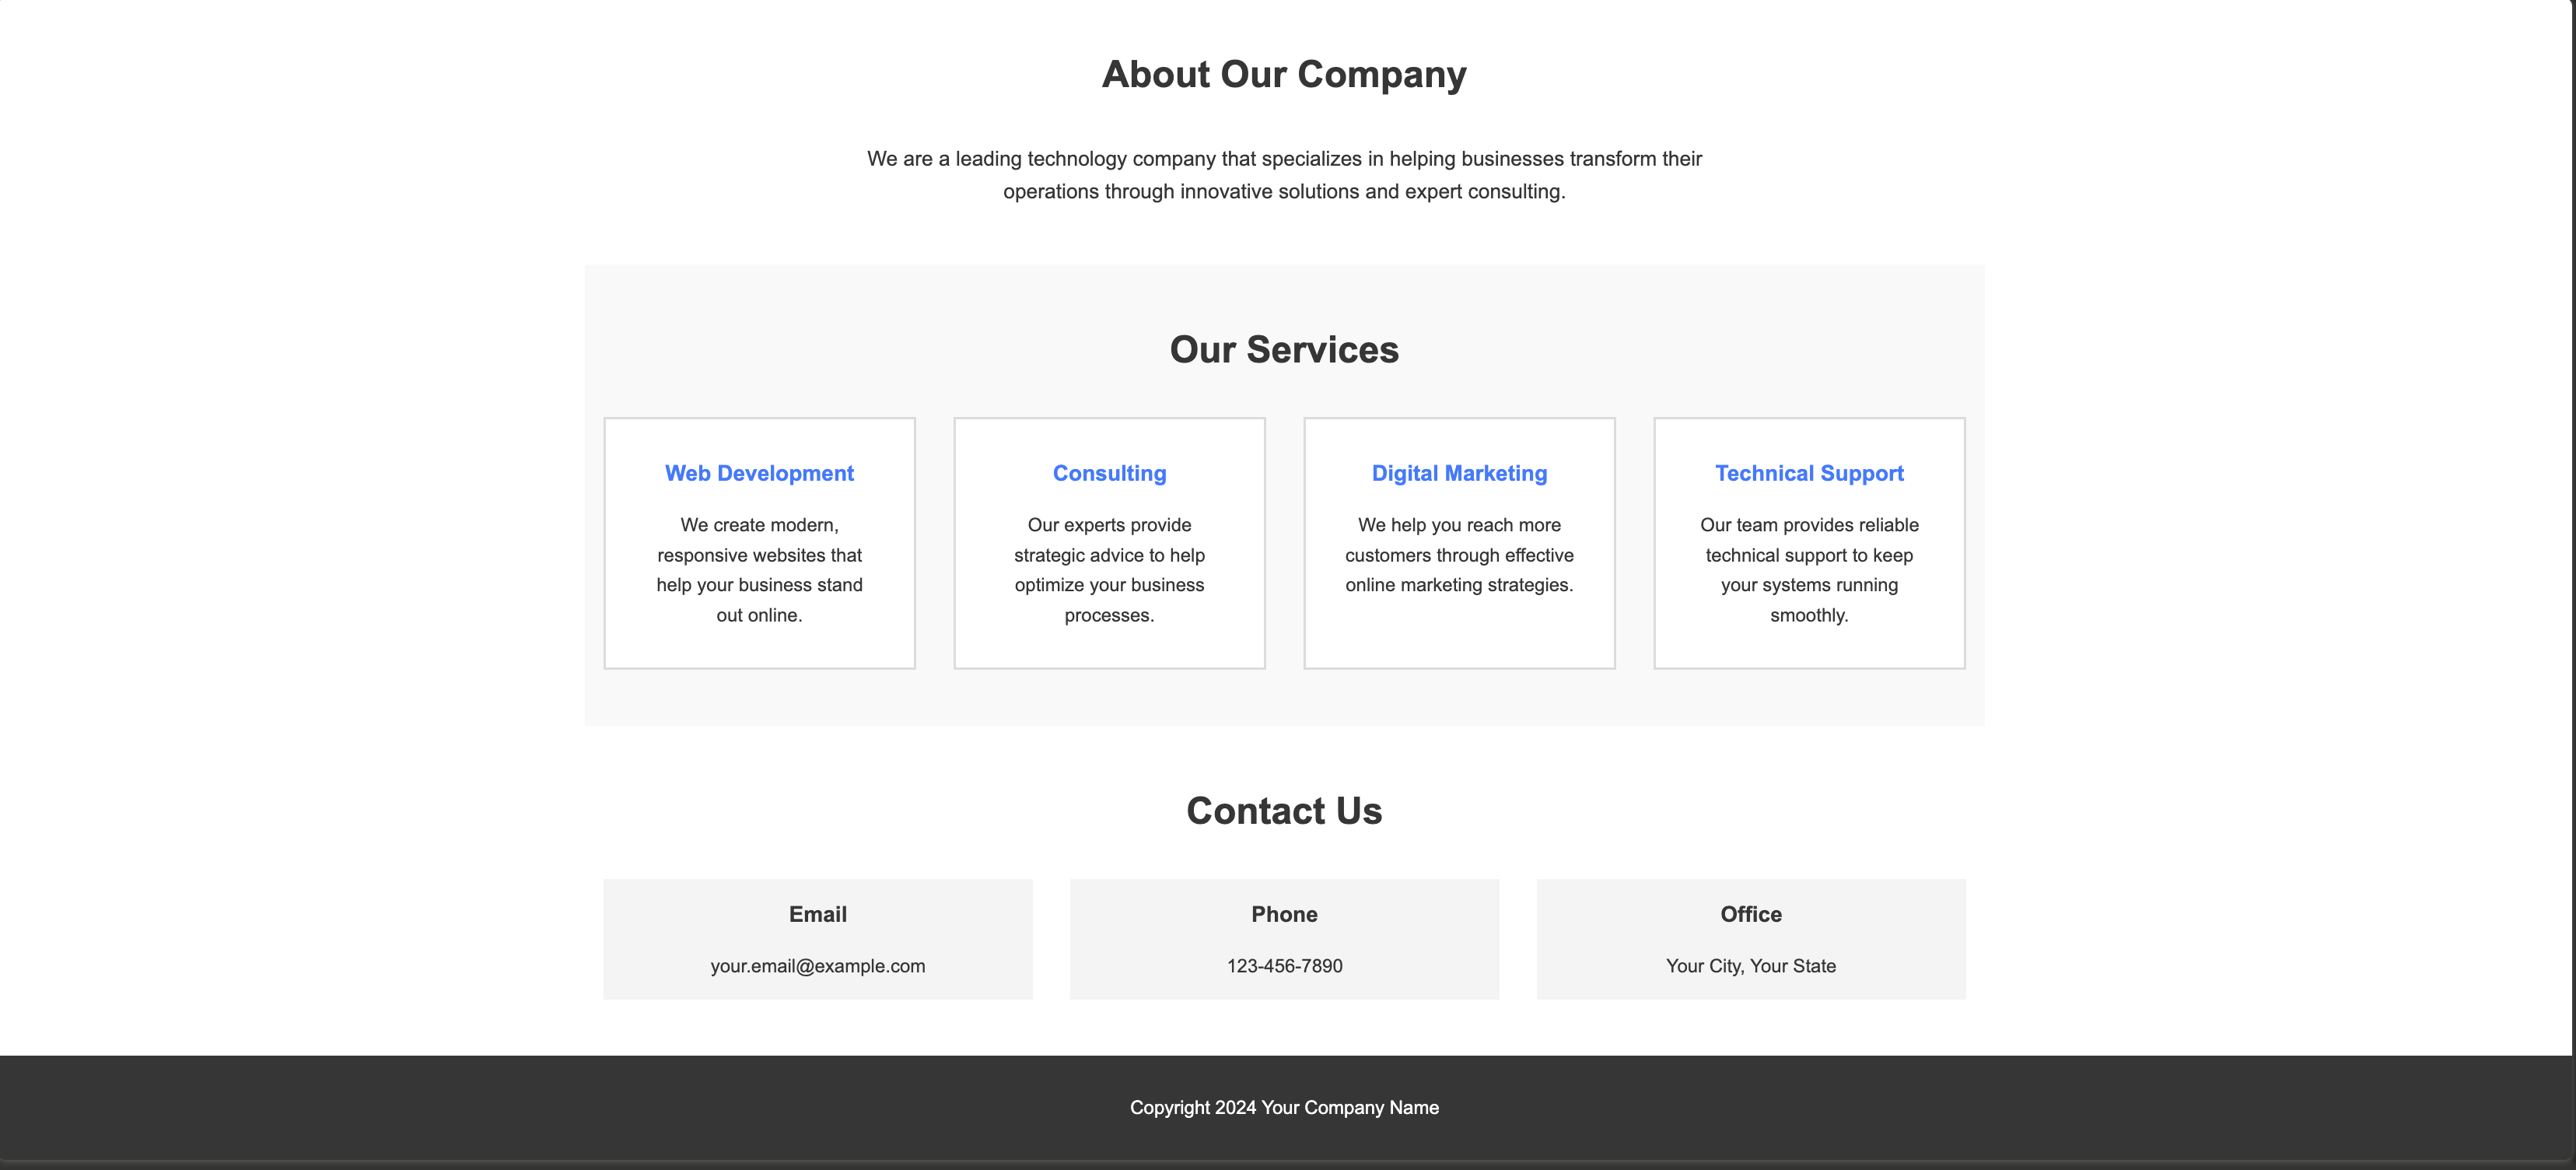 About Our Company
We are a leading technology company that specializes in helping businesses transform their
operations through innovative solutions and expert consulting.
Our Services
Web Development
We create modern,
responsive websites that
help your business stand
out online.
Consulting
Our experts provide
strategic advice to help
optimize your business
processes.
Digital Marketing
We help you reach more
customers through effective
online marketing strategies.
Technical Support
Our team provides reliable
technical support to keep
your systems running
smoothly.
Contact Us
Email
your.email@example.com
Phone
123-456-7890
Office
Your City, Your State
Copyright 2024 Your Company Name